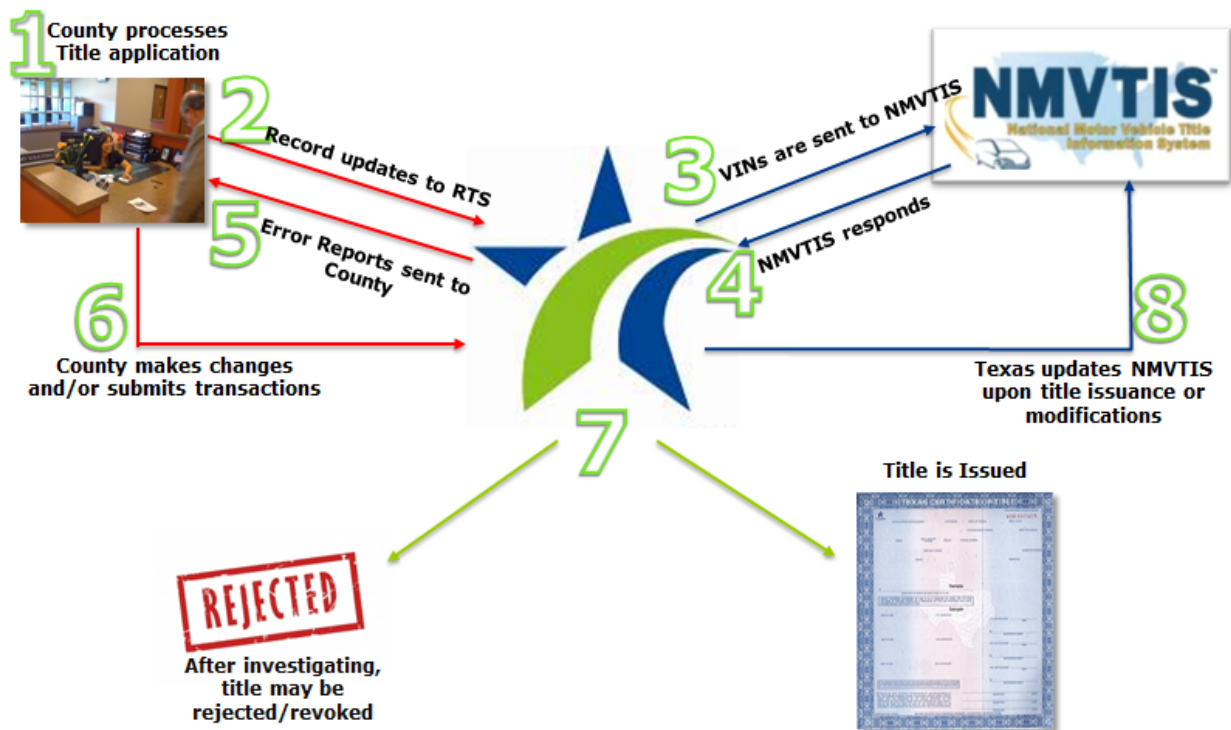 1
County processes
Title application
2
Record updates to RTS
3
VINs are sent to NMVTIS
NMVTIS™
National Motor Vehicle Title
Information System
4
NMVTIS responds
5
Error Reports sent to
County
6
County makes changes
and/or submits transactions
7
8
Texas updates NMVTIS
upon title issuance or
modifications
REJECTED
After investigating,
title may be
rejected/revoked
Title is Issued
TEXAS CERTIFICATE OF TITLE
Sample
Sample